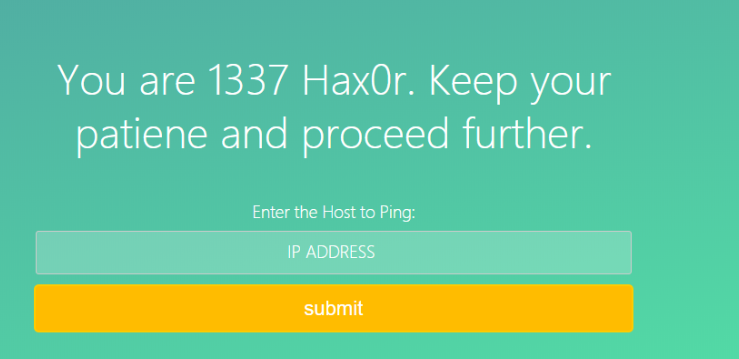 You are 1337 Hax0r. Keep your
patiene and proceed further.
Enter the Host to Ping:
IP ADDRESS
submit